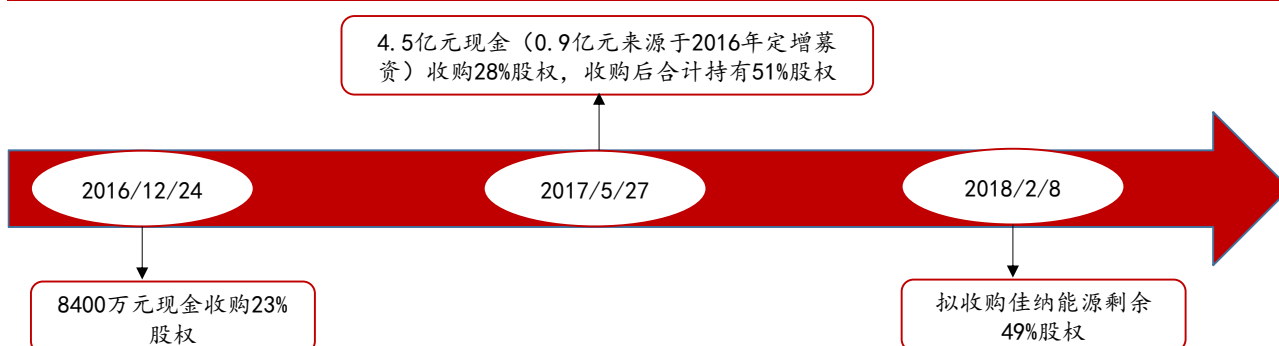 4.5亿元现金（0.9亿元来源于2016年定增募
资）收购28%股权，收购后合计持有51%股权
2016/12/24
2017/5/27
2018/2/8
8400万元现金收购23%
股权
拟收购佳纳能源剩余
49%股权